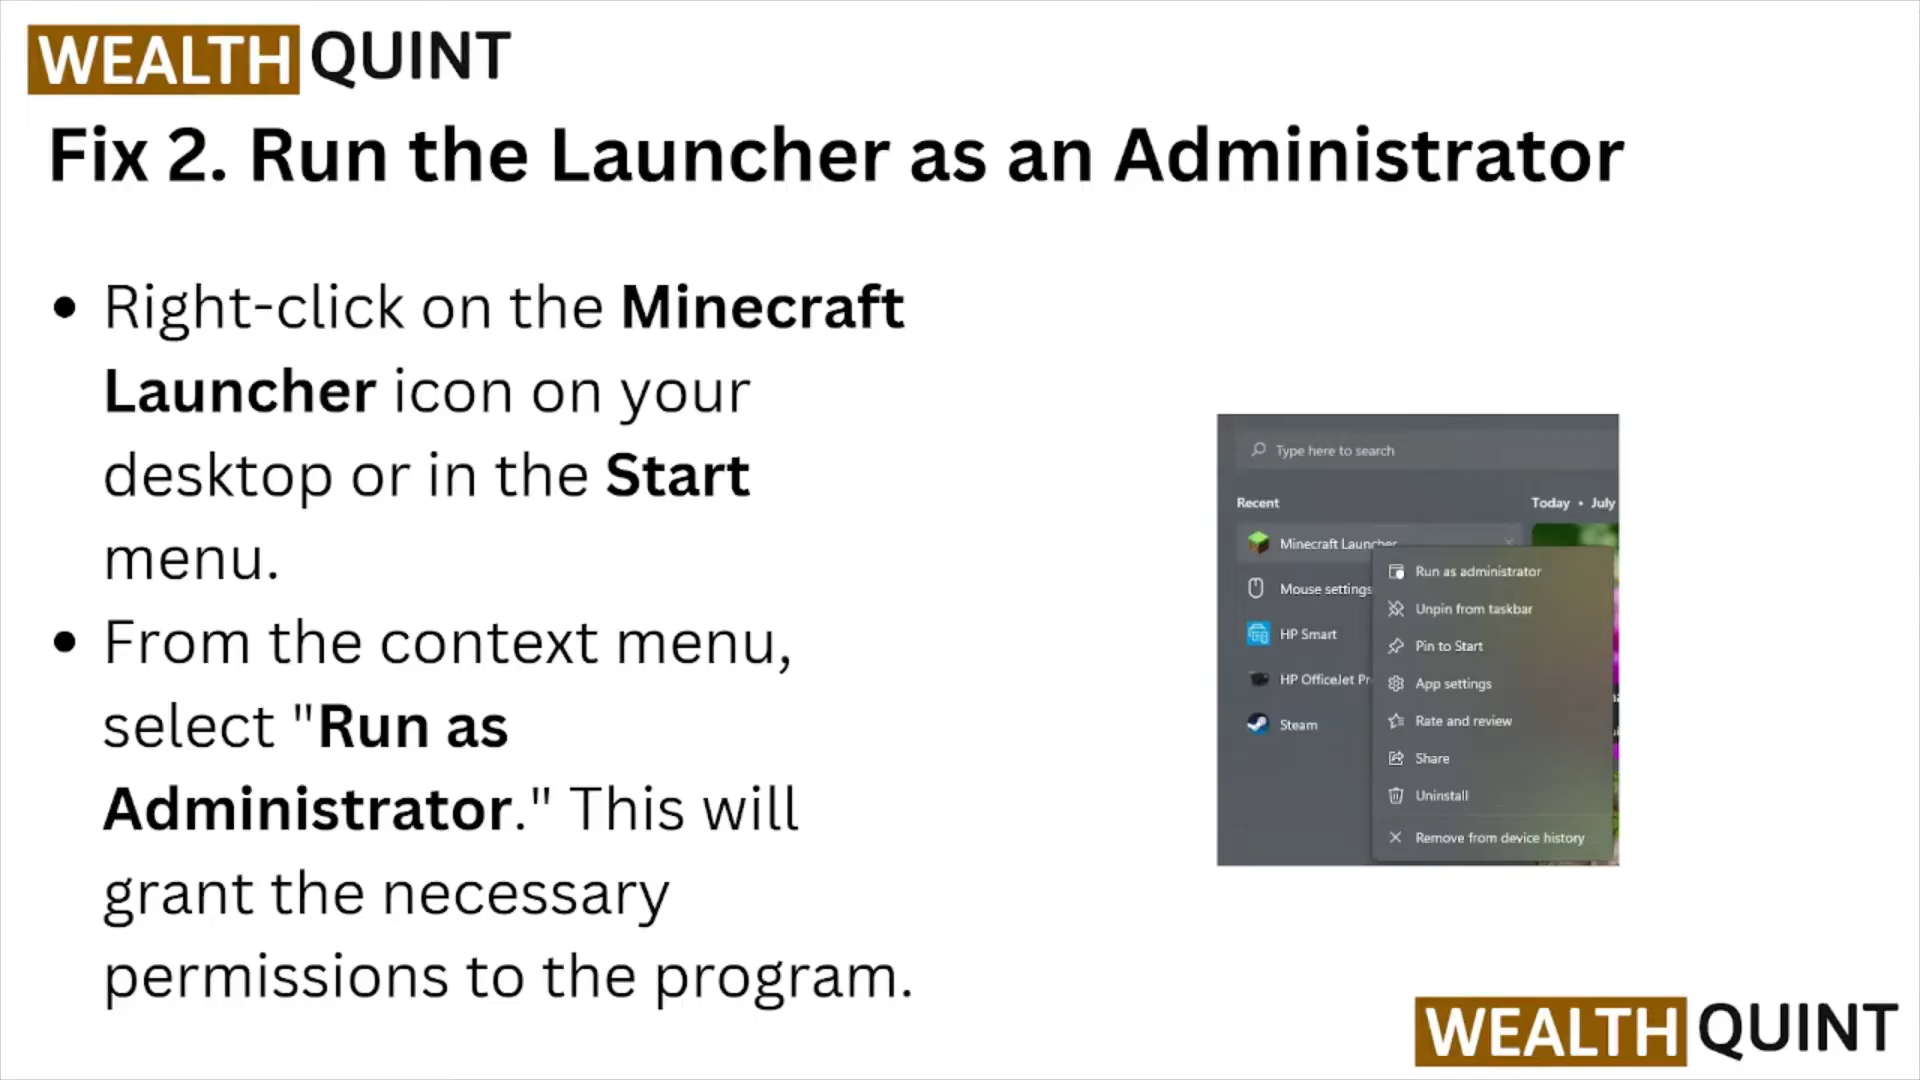 WEALTH QUINT
Fix 2. Run the Launcher as an Administrator
• Right-click on the Minecraft
Launcher icon on your
desktop or in the Start
menu.
• From the context menu,
select "Run as
Administrator." This will
grant the necessary
permissions to the program.
Type here to search
Recent
Today • July
Minecraft Launcher
Mouse settings
HP Smart
HP OfficeJet Pr
Steam
Run as administrator
Unpin from taskbar
Pin to Start
App settings
Rate and review
Share
Uninstall
Remove from device history
WEALTH QUINT